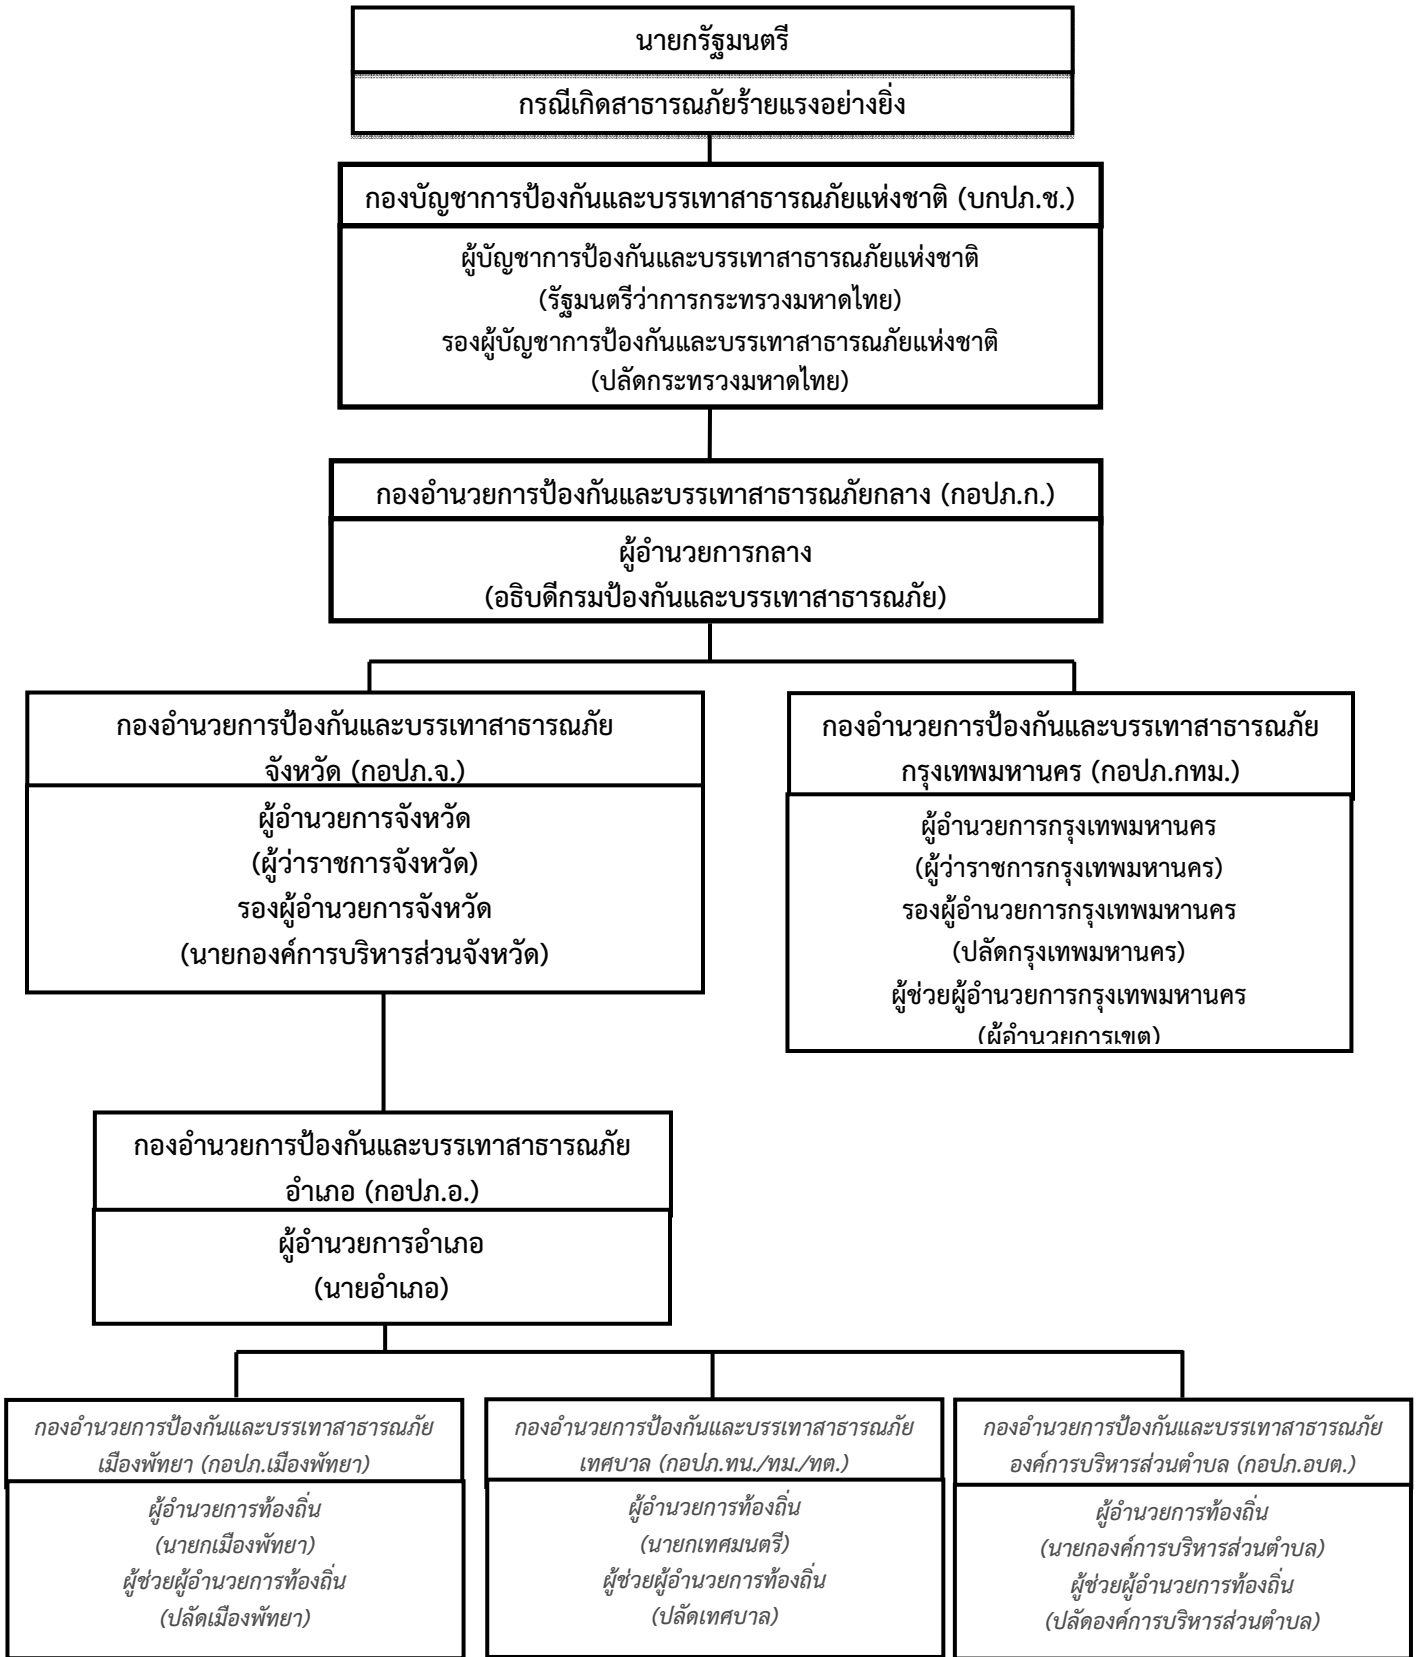 นายกรัฐมนตรี
กรณีเกิดสาธารณภัยร้ายแรงอย่างยิ่ง
กองบัญชาการป้องกันและบรรเทาสาธารณภัยแห่งชาติ (บกปภ.ช.)
ผู้บัญชาการป้องกันและบรรเทาสาธารณภัยแห่งชาติ
(รัฐมนตรีว่าการกระทรวงมหาดไทย)
รองผู้บัญชาการป้องกันและบรรเทาสาธารณภัยแห่งชาติ
(ปลัดกระทรวงมหาดไทย)
กองอำนวยการป้องกันและบรรเทาสาธารณภัยกลาง (กอปภ.ก.)
ผู้อำนวยการกลาง
(อธิบดีกรมป้องกันและบรรเทาสาธารณภัย)
กองอำนวยการป้องกันและบรรเทาสาธารณภัย
จังหวัด (กอปภ.จ.)
ผู้อำนวยการจังหวัด
(ผู้ว่าราชการจังหวัด)
รองผู้อำนวยการจังหวัด
(นายกองค์การบริหารส่วนจังหวัด)
กองอำนวยการป้องกันและบรรเทาสาธารณภัย
กรุงเทพมหานคร (กอปภ.กทม.)
ผู้อำนวยการกรุงเทพมหานคร
(ผู้ว่าราชการกรุงเทพมหานคร)
รองผู้อำนวยการกรุงเทพมหานคร
(ปลัดกรุงเทพมหานคร)
ผู้ช่วยผู้อำนวยการกรุงเทพมหานคร
(ผู้อำนวยการเขต)
กองอำนวยการป้องกันและบรรเทาสาธารณภัย
อำเภอ (กอปภ.อ.)
ผู้อำนวยการอำเภอ
(นายอำเภอ)
กองอำนวยการป้องกันและบรรเทาสาธารณภัย
เมืองพัทยา (กอปภ.เมืองพัทยา)
ผู้อำนวยการท้องถิ่น
(นายกเมืองพัทยา)
ผู้ช่วยผู้อำนวยการท้องถิ่น
(ปลัดเมืองพัทยา)
กองอำนวยการป้องกันและบรรเทาสาธารณภัย
เทศบาล (กอปภ.ทน./ทม./ทต.)
ผู้อำนวยการท้องถิ่น
(นายกเทศมนตรี)
ผู้ช่วยผู้อำนวยการท้องถิ่น
(ปลัดเทศบาล)
กองอำนวยการป้องกันและบรรเทาสาธารณภัย
องค์การบริหารส่วนตำบล (กอปภ.อบต.)
ผู้อำนวยการท้องถิ่น
(นายกองค์การบริหารส่วนตำบล)
ผู้ช่วยผู้อำนวยการท้องถิ่น
(ปลัดองค์การบริหารส่วนตำบล)